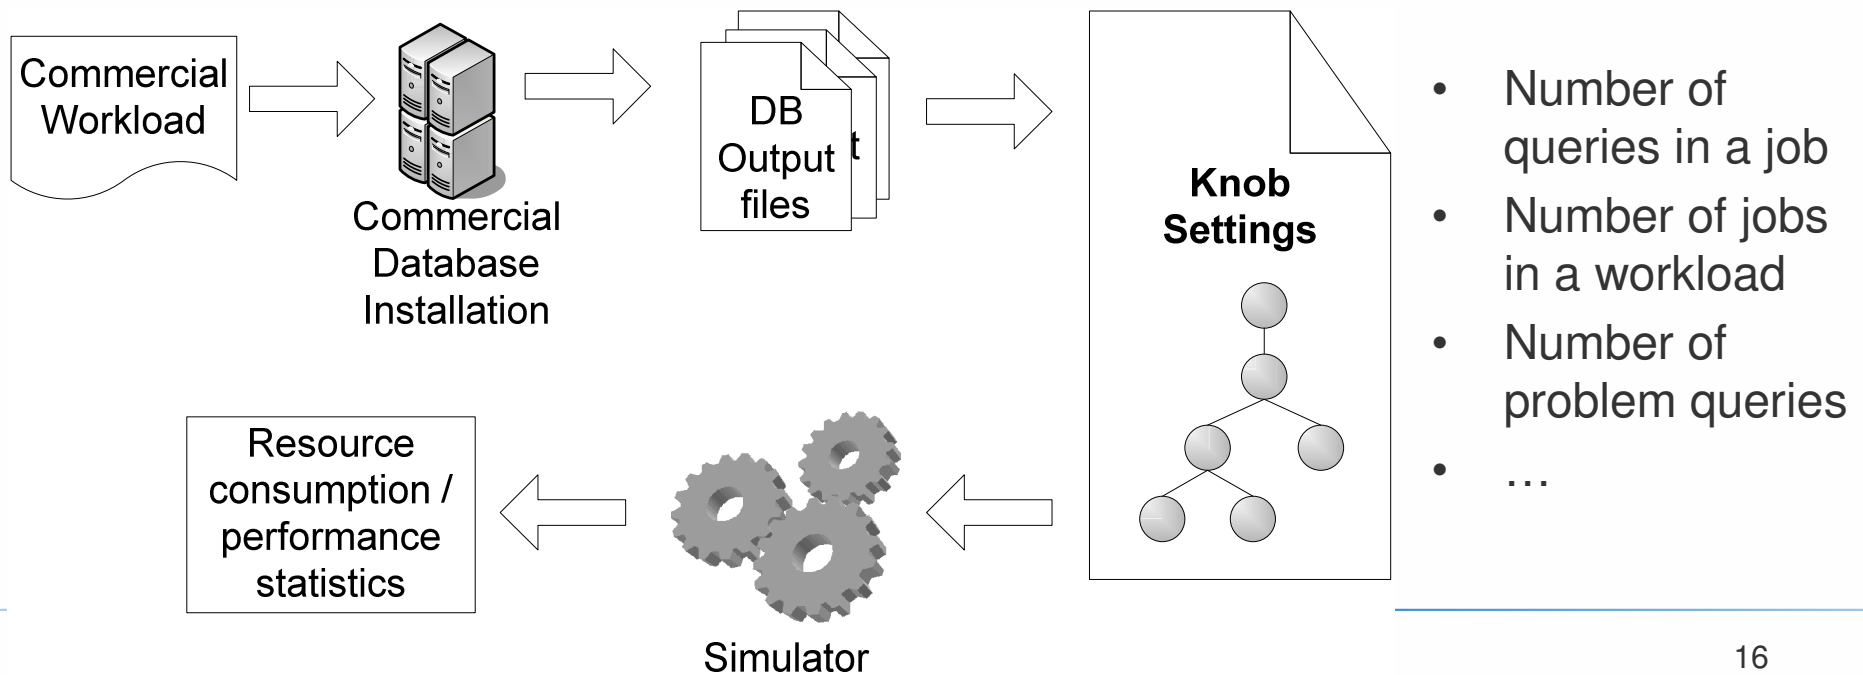 Commercial
Workload
Commercial
Database
Installation
DB
Output
files
t
Knob
Settings
• Number of
queries in a job
• Number of jobs
in a workload
• Number of
problem queries
• …
Resource
consumption /
performance
statistics
Simulator
16